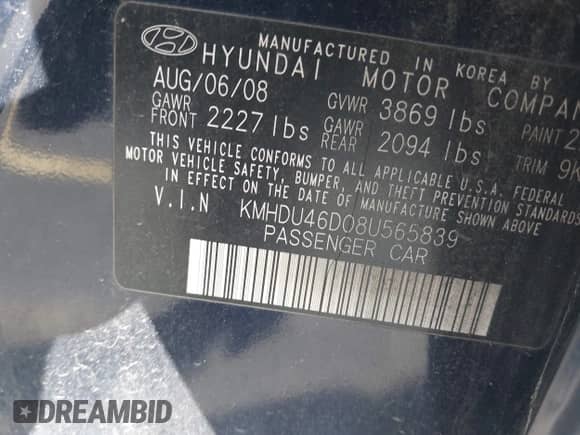 MANUFACTURED IN KOREA BY
HYUNDAI MOTOR COMPAN
AUG/06/08 GVWR 3869 lbs PAINT 2
GAWR FRONT 2227 lbs GAWR REAR 2094 lbs TRIM 9K
THIS VEHICLE CONFORMS TO ALL APPLICABLE U.S.A. FEDERAL
MOTOR VEHICLE SAFETY, BUMPER, AND THEFT PREVENTION STANDARDS
IN EFFECT ON THE DATE OF MANUFACTURE SHOWN ABOVE
V.I.N KMHDU46D08U565839
PASSENGER CAR
DREAMBID